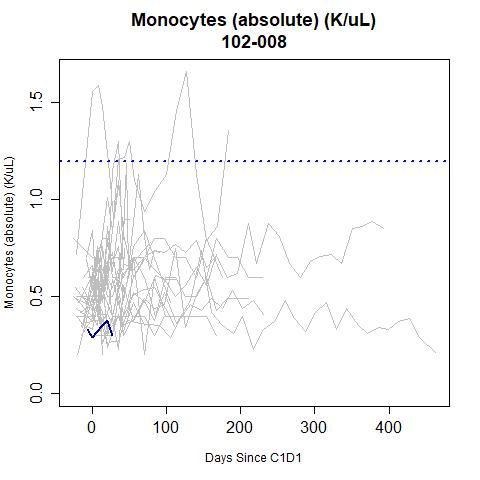 Monocytes (absolute) (K/uL)
102-008
Monocytes (absolute) (K/uL)
1.5
1.0
0.5
0.0
0 100 200 300 400
Days Since C1D1